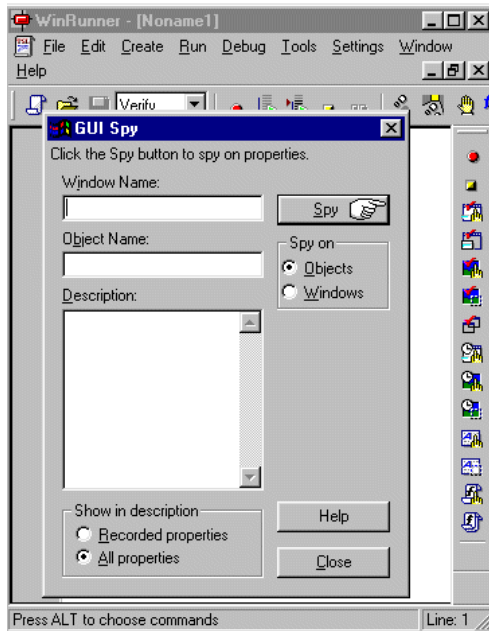 WinRunner - [Noname1]
File Edit Create Run Debug Tools Settings Window
Help
Verify
GUI Spy
Click the Spy button to spy on properties.
Window Name:
Spy
Object Name:
Spy on
Objects
Windows
Description:
Show in description
Recorded properties
All properties
Help
Close
Press ALT to choose commands
Line: 1